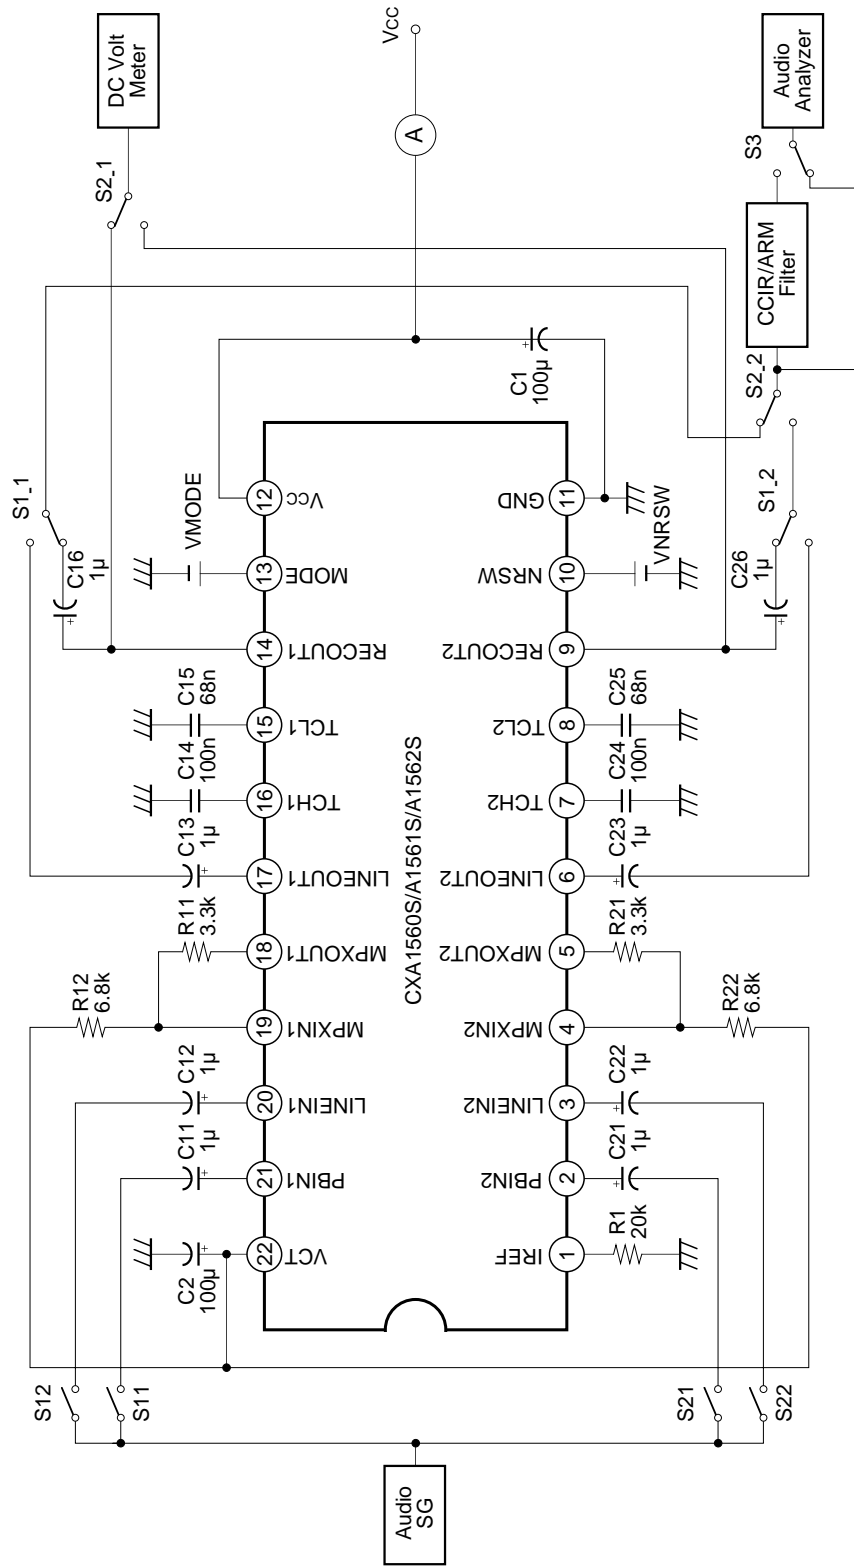 Audio
SG
S12
S11
S21
S22
C2
100µ
C11
1µ
C12
1µ
R12
6.8k
R11
3.3k
C13
1µ
C14
100n
C15
68n
C16
1µ
S1_1
VMODE
S2_1
DC Volt
Meter
22
21
20
19
18
17
16
15
14
13
12
VCT
PBIN1
LINEIN1
MPXIN1
MPXOUT1
LINEOUT1
TCH1
TCL1
RECOUT1
MODE
VCC
CXA1560S/A1561S/A1562S
IREF
PBIN2
LINEIN2
MPXIN2
MPXOUT2
LINEOUT2
TCH2
TCL2
RECOUT2
NRSW
GND
1
2
3
4
5
6
7
8
9
10
11
R1
20k
C21
1µ
C22
1µ
R22
6.8k
R21
3.3k
C23
1µ
C24
100n
C25
68n
C26
1µ
VNRSW
S1_2
C1
100µ
A
VCC
S2_2
CCIR/ARM
Filter
S3
Audio
Analyzer
+
+
+
+
+
+
+
+
+
+